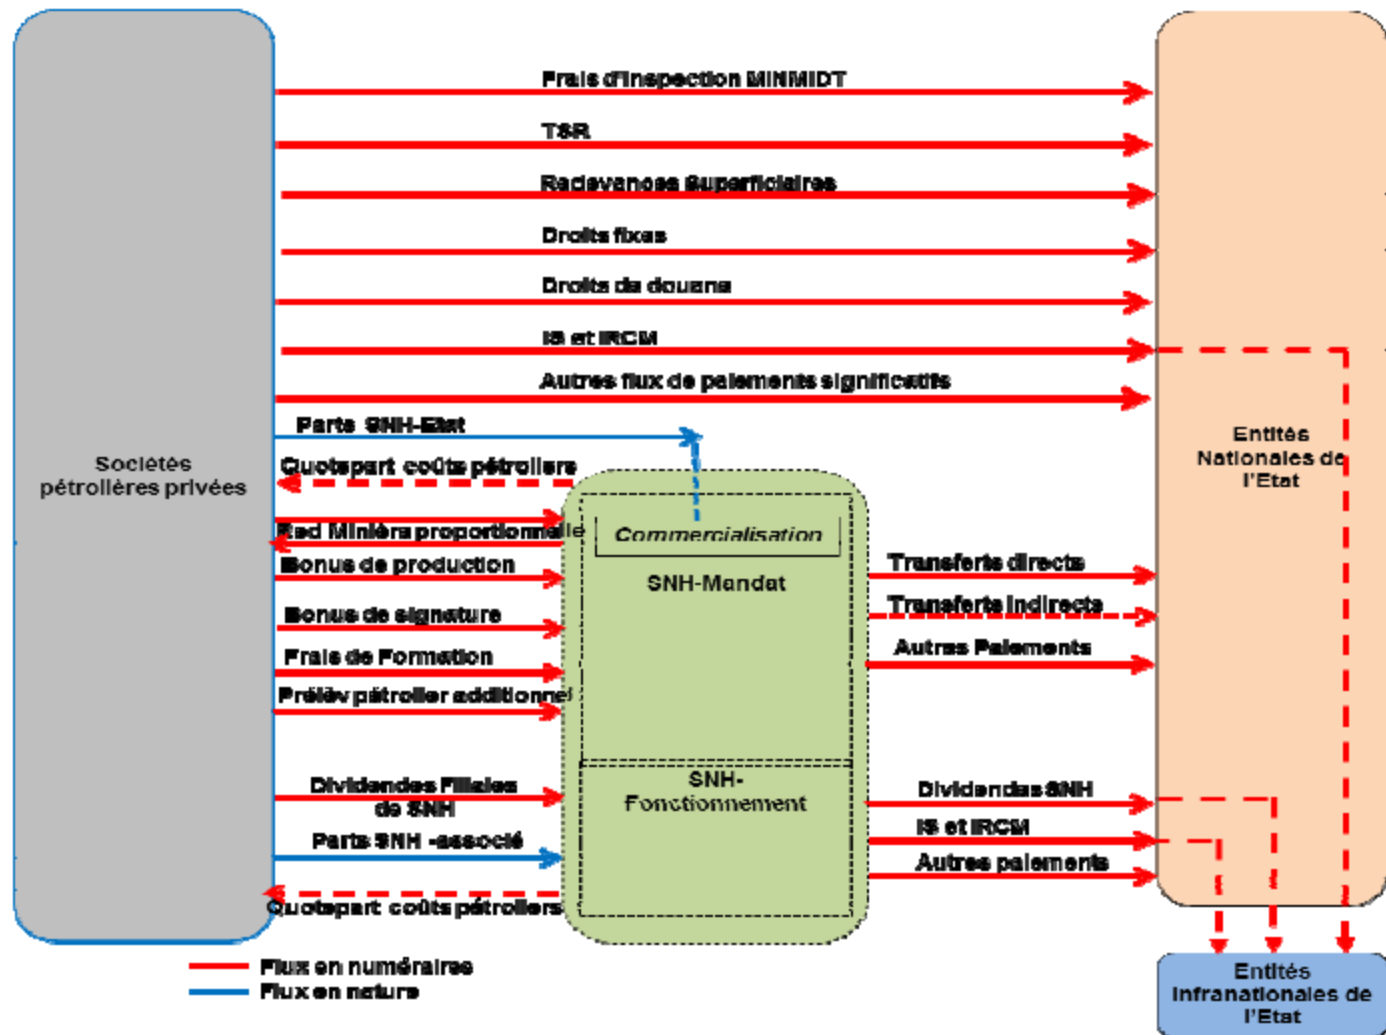 Frais d'Inspection MINMIDT
TSR
Redevances Superficiaires
Droits fixes
Droits de douane
IS et IRCM
Autres flux de paiements significatifs
Parts SNH-Etat
Sociétés
pétrolières privées
Quotepart coûts pétroliers
Red Minière proportionnelle
Bonus de production
Bonus de signature
Frais de Formation
Prélèv pétrolier additionnel
Dividendes Filiales
de SNH
Parts SNH -associé
Quotepart coûts pétroliers
Commercialisation
SNH-Mandat
SNH-
Fonctionnement
Transferts directs
Transferts indirects
Autres Paiements
Dividendes SNH
IS et IRCM
Autres paiements
Entités
Nationales de
l'Etat
Entités
Infranationales de
l'Etat
Flux en numéraires
Flux en nature